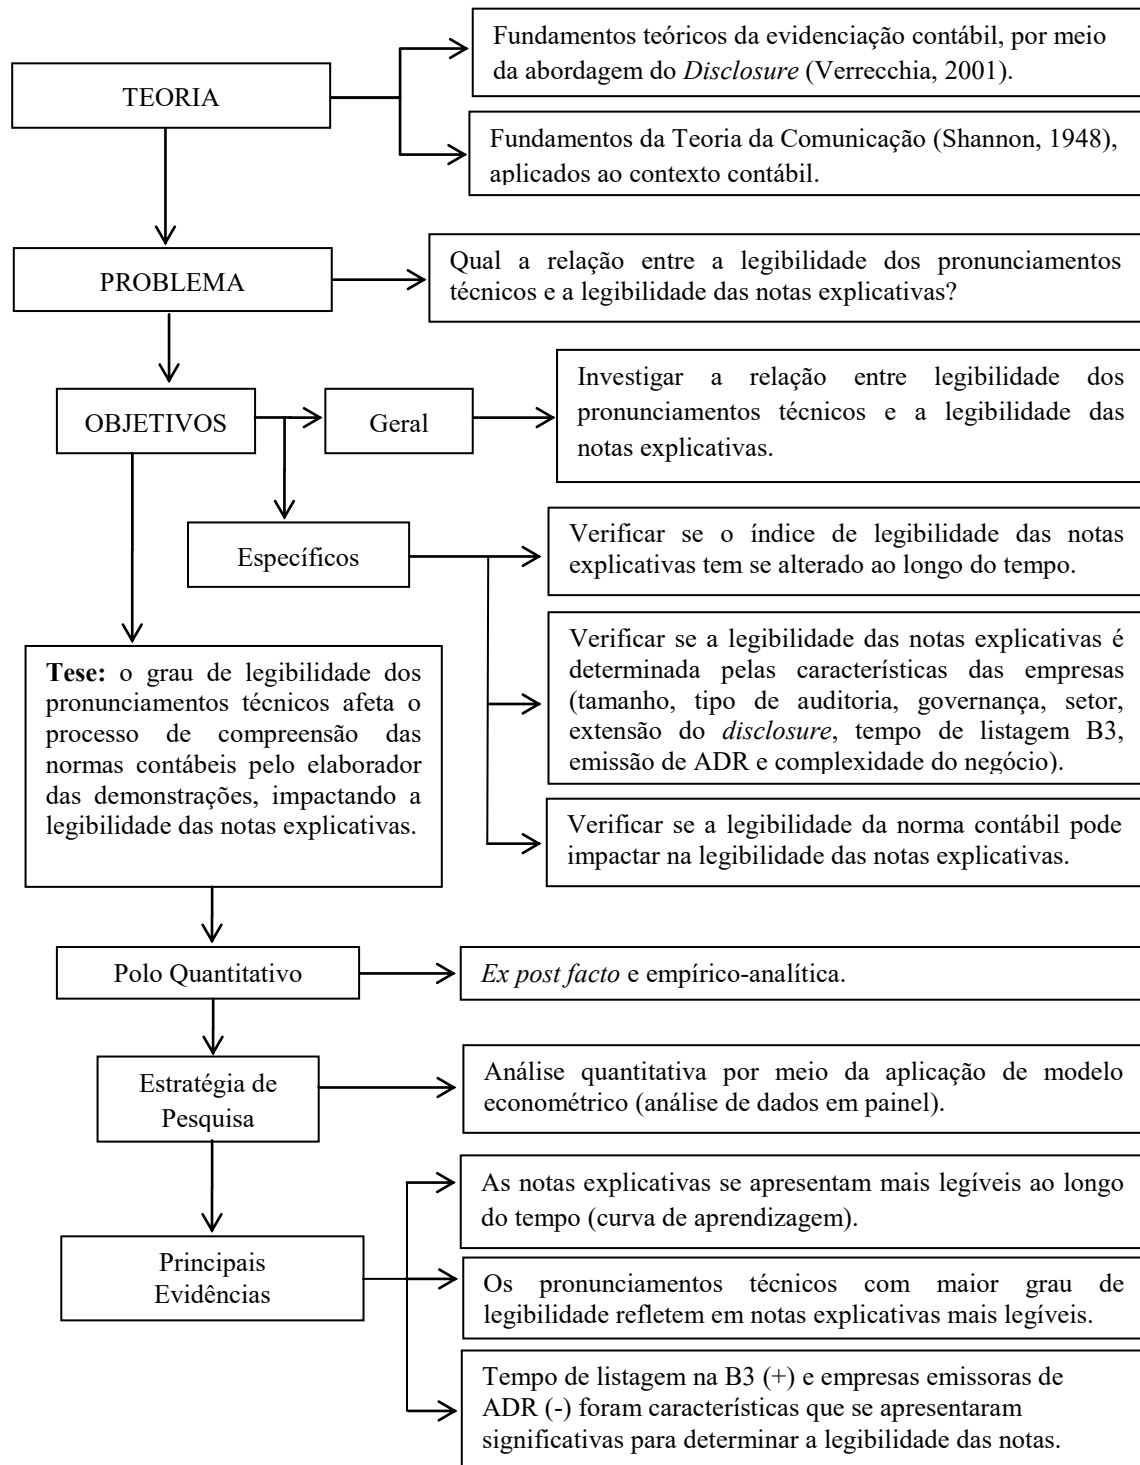 TEORIA
Fundamentos teóricos da evidenciação contábil, por meio
da abordagem do Disclosure (Verrecchia, 2001).
Fundamentos da Teoria da Comunicação (Shannon, 1948),
aplicados ao contexto contábil.
PROBLEMA
Qual a relação entre a legibilidade dos pronunciamentos
técnicos e a legibilidade das notas explicativas?
OBJETIVOS
Geral
Investigar a relação entre legibilidade dos
pronunciamentos técnicos e a legibilidade das
notas explicativas.
Específicos
Verificar se o índice de legibilidade das notas
explicativas tem se alterado ao longo do tempo.
Verificar se a legibilidade das notas explicativas é
determinada pelas características das empresas
(tamanho, tipo de auditoria, governança, setor,
extensão do disclosure, tempo de listagem B3,
emissão de ADR e complexidade do negócio).
Verificar se a legibilidade da norma contábil pode
impactar na legibilidade das notas explicativas.
Tese: o grau de legibilidade dos
pronunciamentos técnicos afeta o
processo de compreensão das
normas contábeis pelo elaborador
das demonstrações, impactando a
legibilidade das notas explicativas.
Polo Quantitativo
Ex post facto e empírico-analítica.
Estratégia de
Pesquisa
Análise quantitativa por meio da aplicação de modelo
econométrico (análise de dados em painel).
Principais
Evidências
As notas explicativas se apresentam mais legíveis ao longo
do tempo (curva de aprendizagem).
Os pronunciamentos técnicos com maior grau de
legibilidade refletem em notas explicativas mais legíveis.
Tempo de listagem na B3 (+) e empresas emissoras de
ADR (-) foram características que se apresentaram
significativas para determinar a legibilidade das notas.